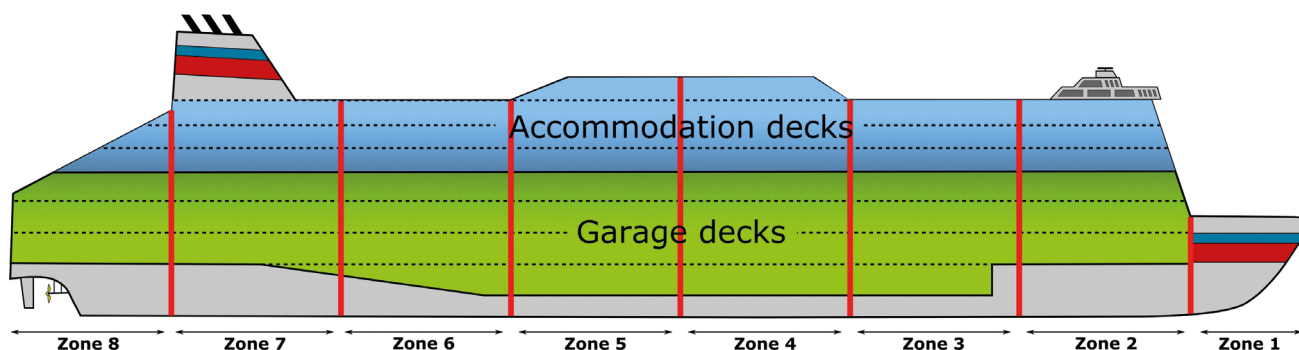 Accommodation decks
Garage decks
Zone 8
Zone 7
Zone 6
Zone 5
Zone 4
Zone 3
Zone 2
Zone 1